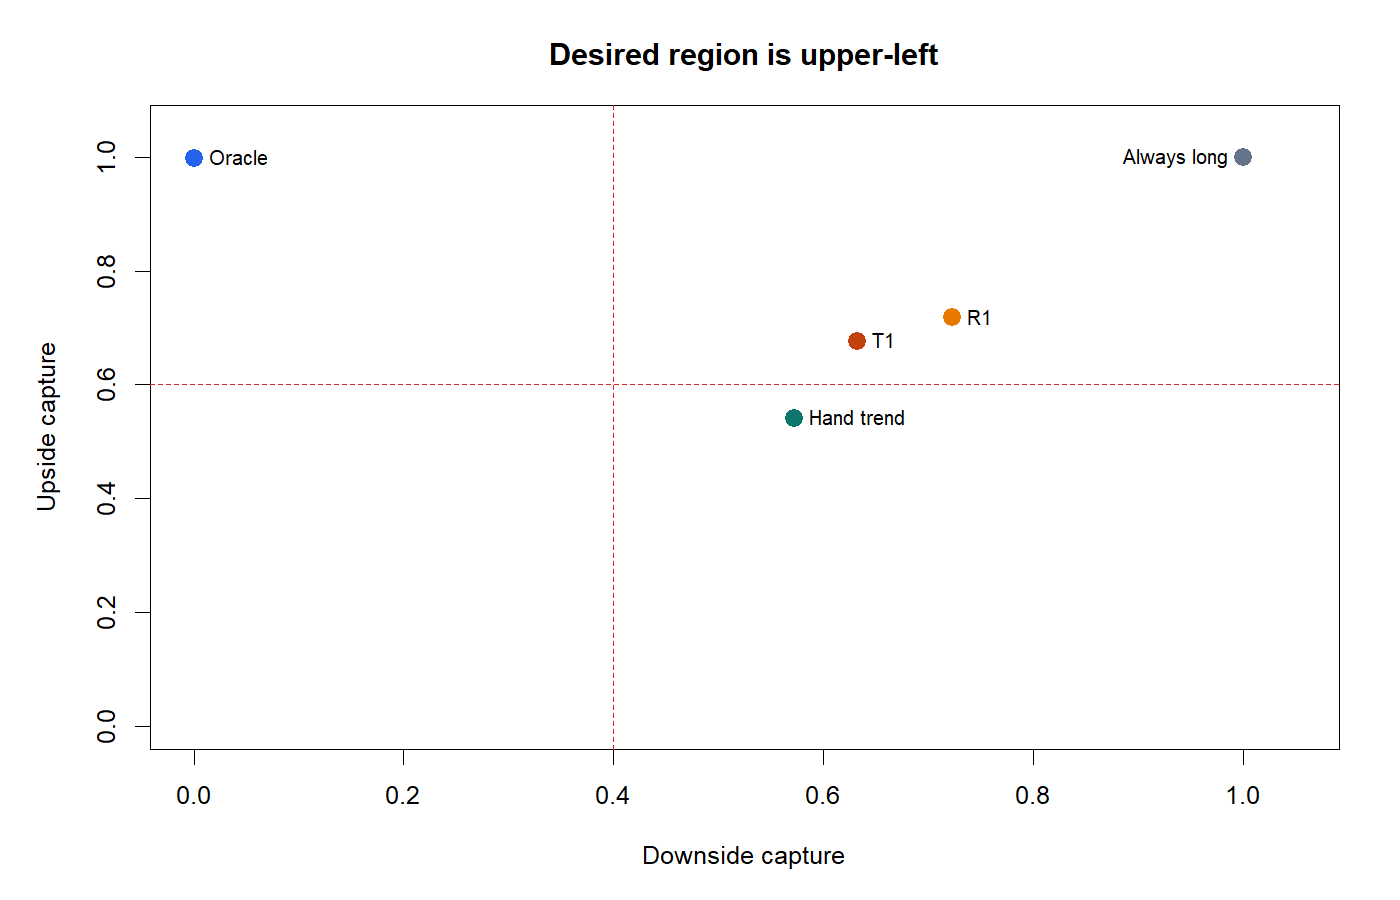 Desired region is upper-left
Upside capture
1.0
0.8
0.6
0.4
0.2
0.0
Oracle
Always long
R1
T1
Hand trend
0.0 0.2 0.4 0.6 0.8 1.0
Downside capture